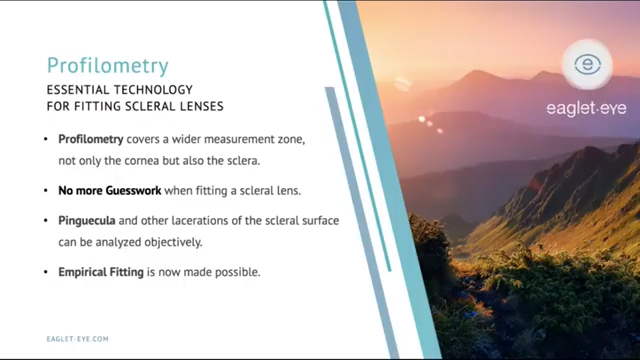 Profilometry
ESSENTIAL TECHNOLOGY
FOR FITTING SCLERAL LENSES
• Profilometry covers a wider measurement zone,
not only the cornea but also the sclera.
• No more Guesswork when fitting a scleral lens.
• Pinguecula and other lacerations of the scleral surface
can be analyzed objectively.
• Empirical Fitting is now made possible.
EAGLET-EYE.COM
eaglet·eye